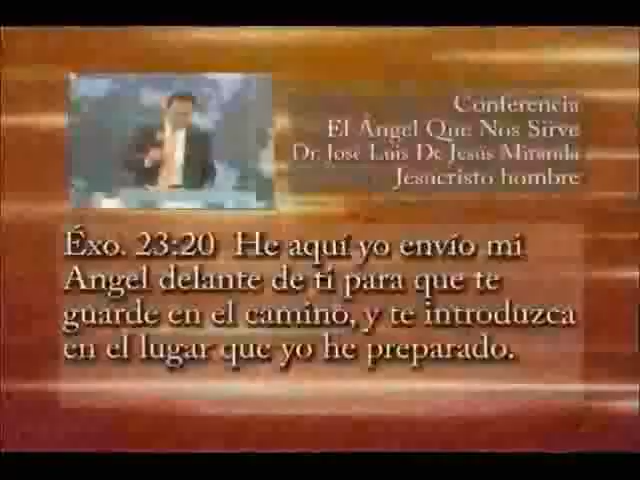 Conferencia
El Ángel Que Nos Sirve
Dr. José Luis De Jesús Miranda
Jesucristo hombre
Éxo. 23:20 He aquí yo envío mi
Angel delante de tí para que te
guarde en el camino, y te introduzca
en el lugar que yo he preparado.